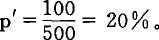 p′ = 100/500 = 20%。